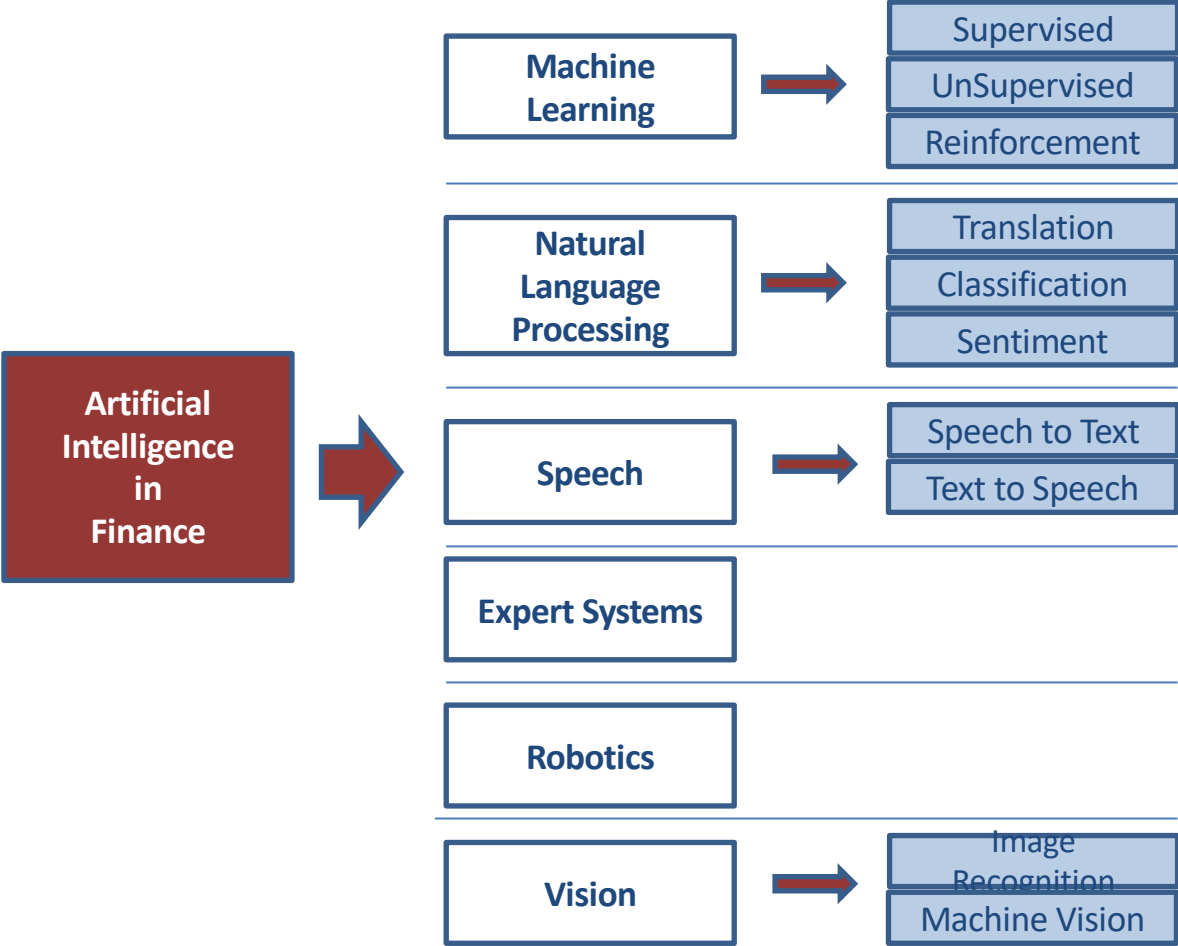 Artificial
Intelligence
in
Finance
Machine
Learning
Supervised
UnSupervised
Reinforcement
Natural
Language
Processing
Translation
Classification
Sentiment
Speech
Speech to Text
Text to Speech
Expert Systems
Robotics
Vision
Image
Recognition
Machine Vision